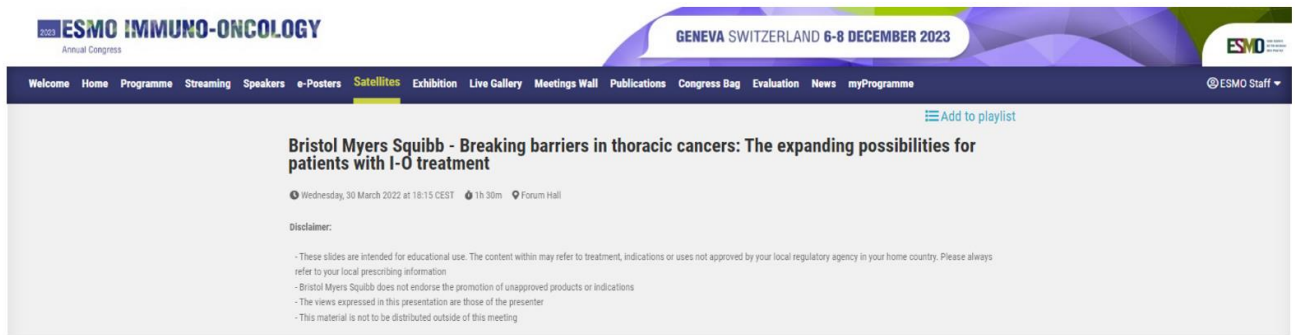 2023 ESMO IMMUNO-ONCOLOGY
Annual Congress
GENEVA SWITZERLAND 6-8 DECEMBER 2023
ESMO
Welcome Home Programme Streaming Speakers e-Posters Satellites Exhibition Live Gallery Meetings Wall Publications Congress Bag Evaluation News myProgramme ESMO Staff
Add to playlist
Bristol Myers Squibb - Breaking barriers in thoracic cancers: The expanding possibilities for
patients with I-O treatment
Wednesday, 30 March 2022 at 18:15 CEST 1h 30m Forum Hall
Disclaimer:
- These slides are intended for educational use. The content within may refer to treatment, indications or uses not approved by your local regulatory agency in your home country. Please always
refer to your local prescribing information
- Bristol Myers Squibb does not endorse the promotion of unapproved products or indications
- The views expressed in this presentation are those of the presenter
- This material is not to be distributed outside of this meeting